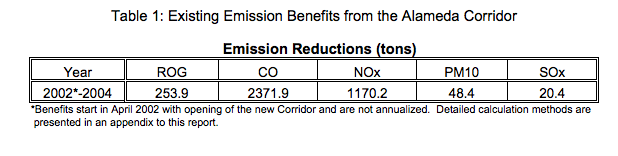 Table 1: Existing Emission Benefits from the Alameda Corridor
Emission Reductions (tons)
Year ROG CO NOx PM10 SOx
2002*-2004 253.9 2371.9 1170.2 48.4 20.4
*Benefits start in April 2002 with opening of the new Corridor and are not annualized.  Detailed calculation methods are
presented in an appendix to this report.